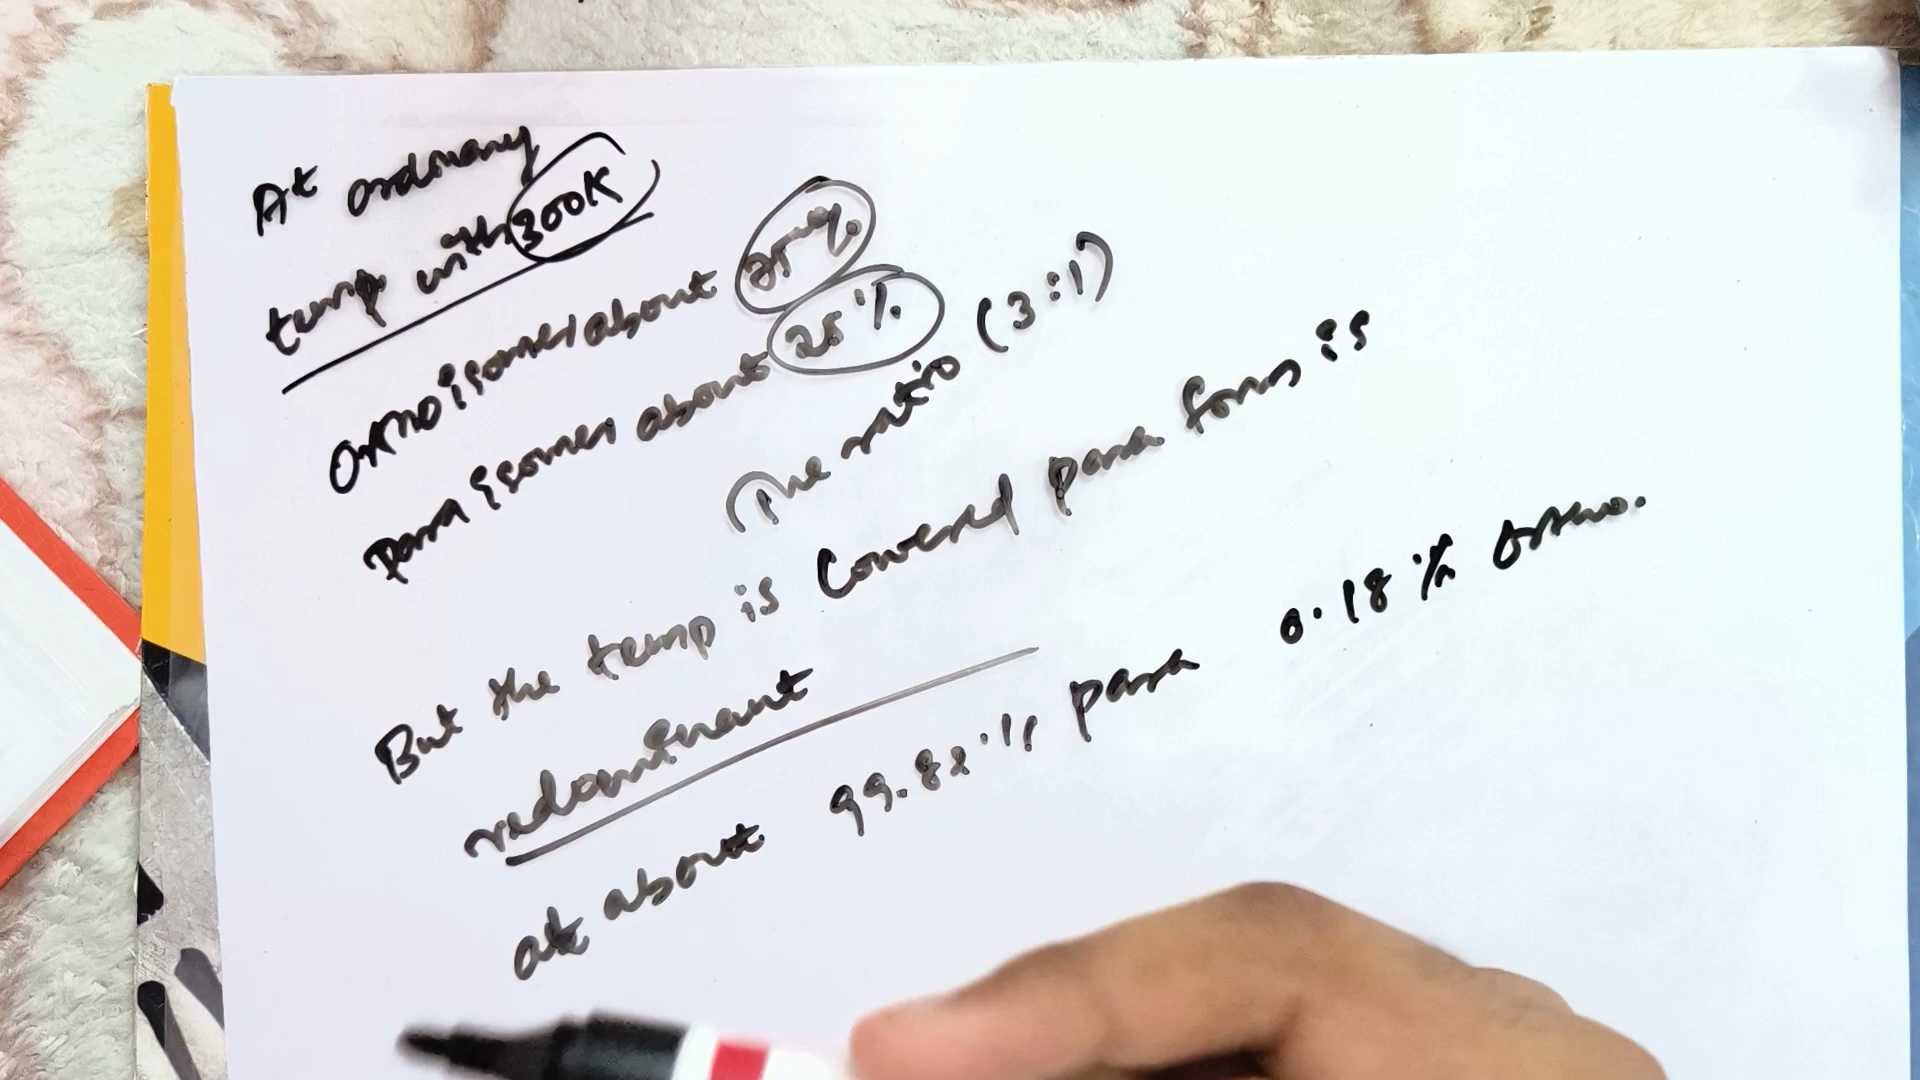 At ordinary
temp with 300K
Ortho isomer about 75%
para isomer about 25%
The ratio (3:1)
But the temp is Lowered para form is
redominant
at about 99.82% para 0.18% ortho.